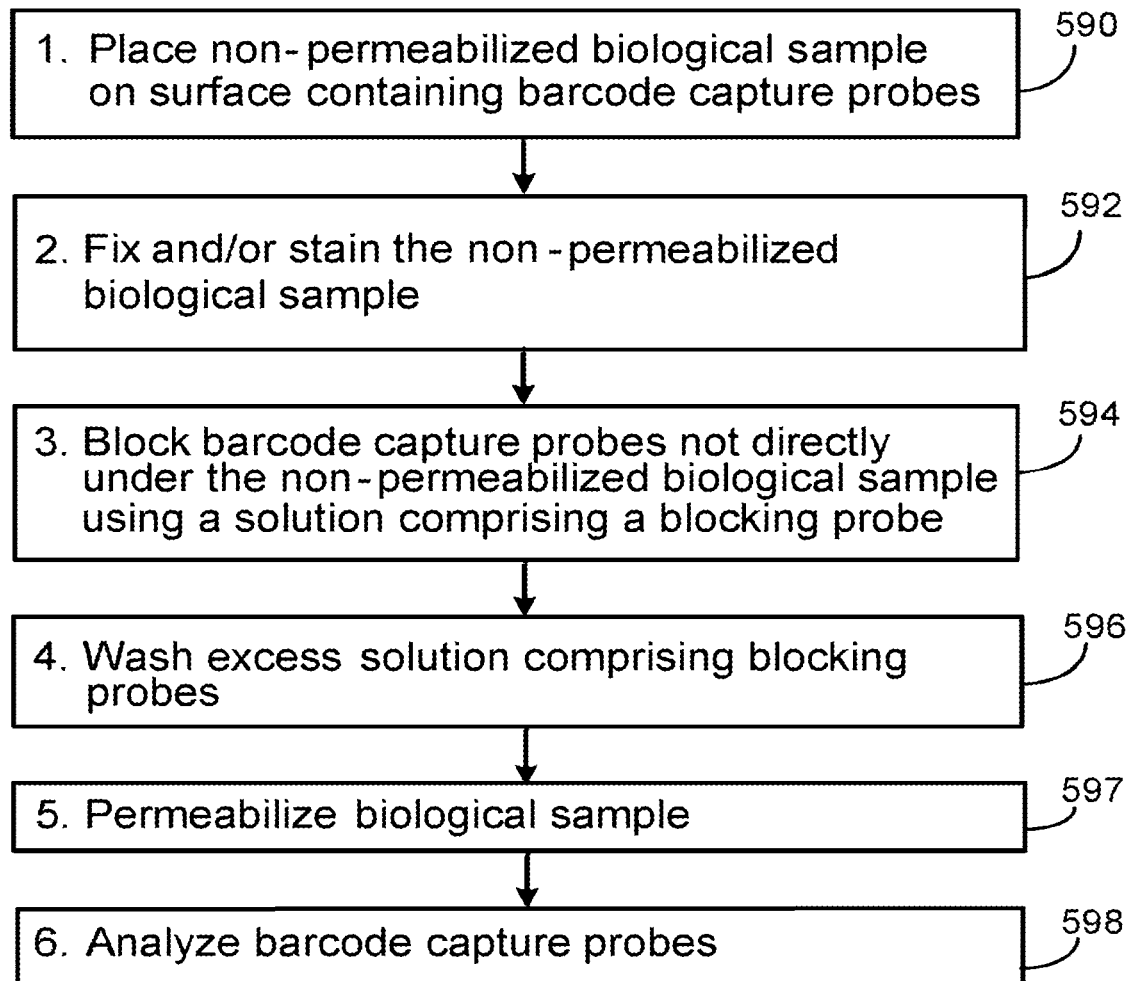 590
1. Place non-permeabilized biological sample
on surface containing barcode capture probes
592
2. Fix and/or stain the non-permeabilized
biological sample
594
3. Block barcode capture probes not directly
under the non-permeabilized biological sample
using a solution comprising a blocking probe
596
4. Wash excess solution comprising blocking
probes
597
5. Permeabilize biological sample
598
6. Analyze barcode capture probes